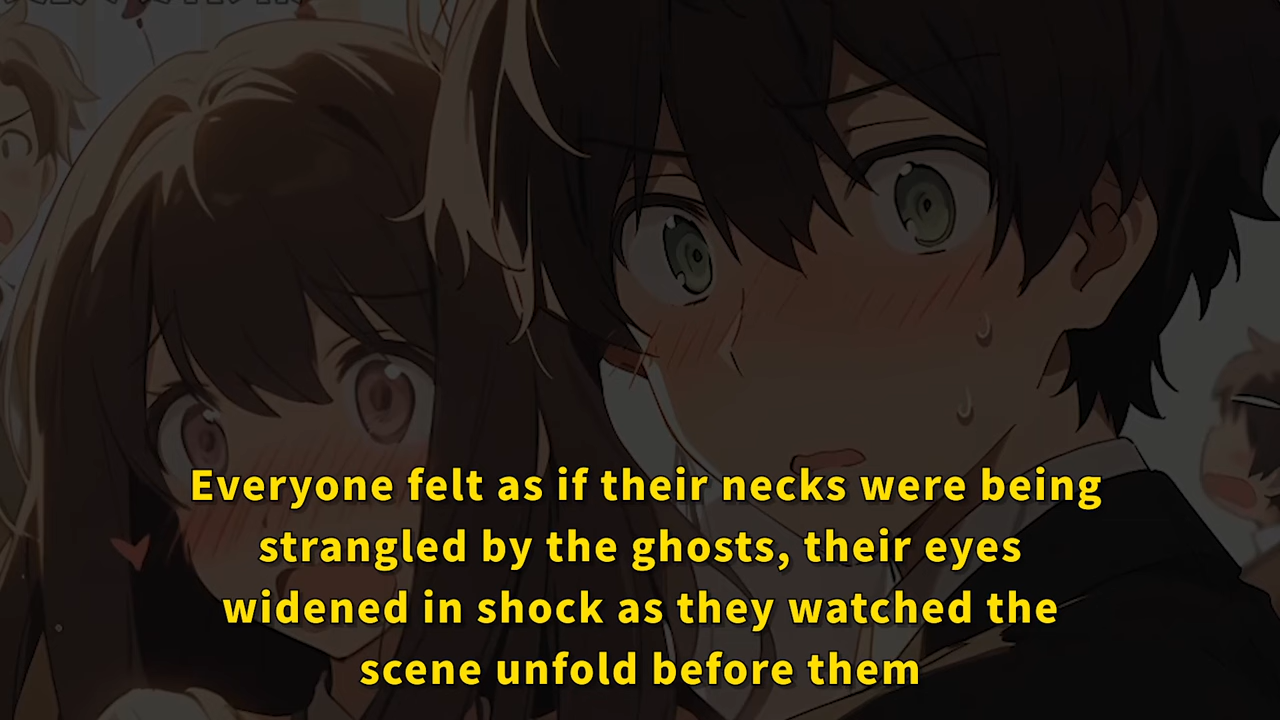 Everyone felt as if their necks were being
strangled by the ghosts, their eyes
widened in shock as they watched the
scene unfold before them